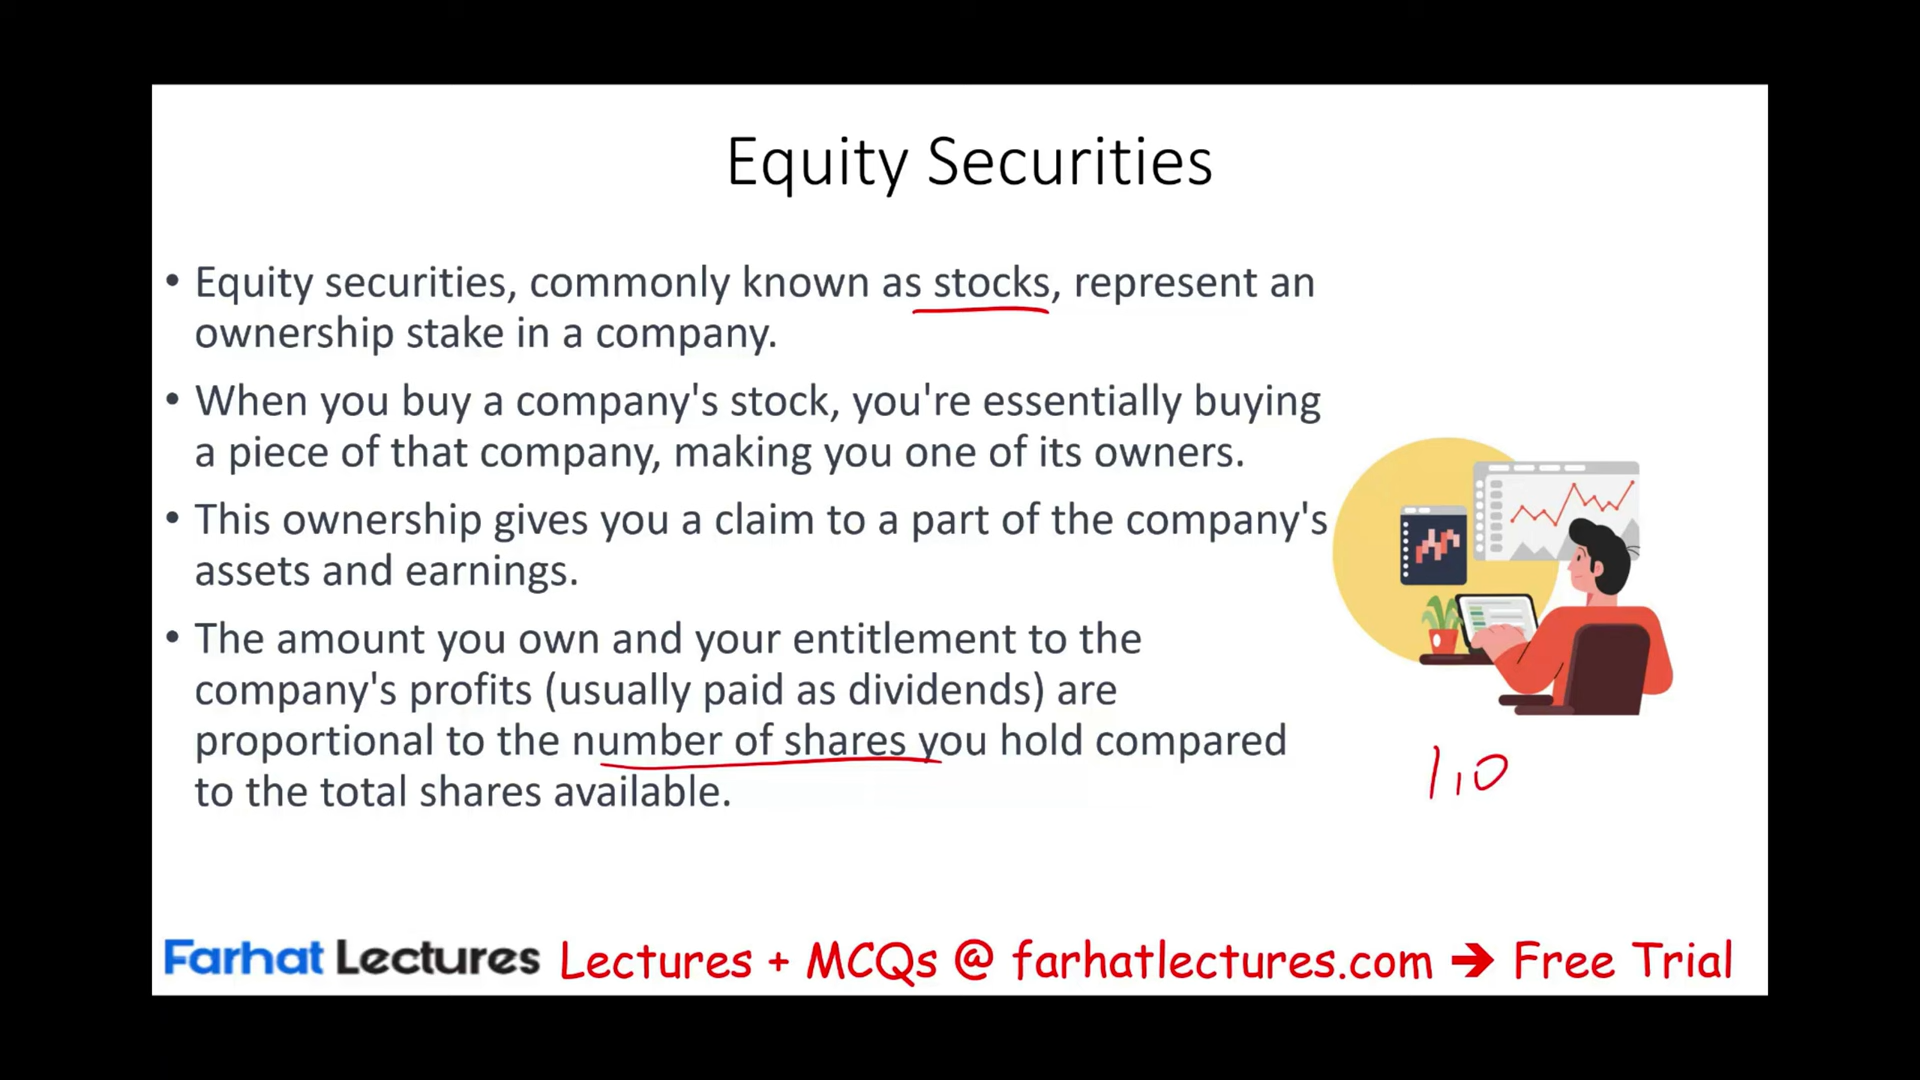 Equity Securities
• Equity securities, commonly known as stocks, represent an
ownership stake in a company.
• When you buy a company's stock, you're essentially buying
a piece of that company, making you one of its owners.
• This ownership gives you a claim to a part of the company's
assets and earnings.
• The amount you own and your entitlement to the
company's profits (usually paid as dividends) are
proportional to the number of shares you hold compared
to the total shares available.
1,0
Farhat Lectures Lectures + MCQs @ farhatlectures.com → Free Trial